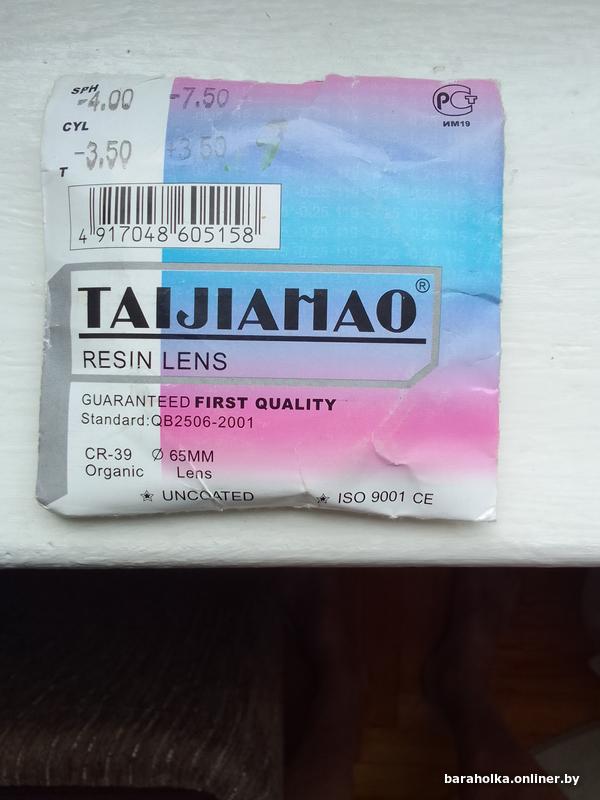 SPH
-4.00 -7.50
CYL
-3.50 +3.50
T
РСТ
ИМ19
4 917048 605158
TAIJIAHAO®
RESIN LENS
GUARANTEED FIRST QUALITY
Standard:QB2506-2001
CR-39 Ø 65MM
Organic Lens
☆ UNCOATED ☆ ISO 9001 CE
baraholka.onliner.by